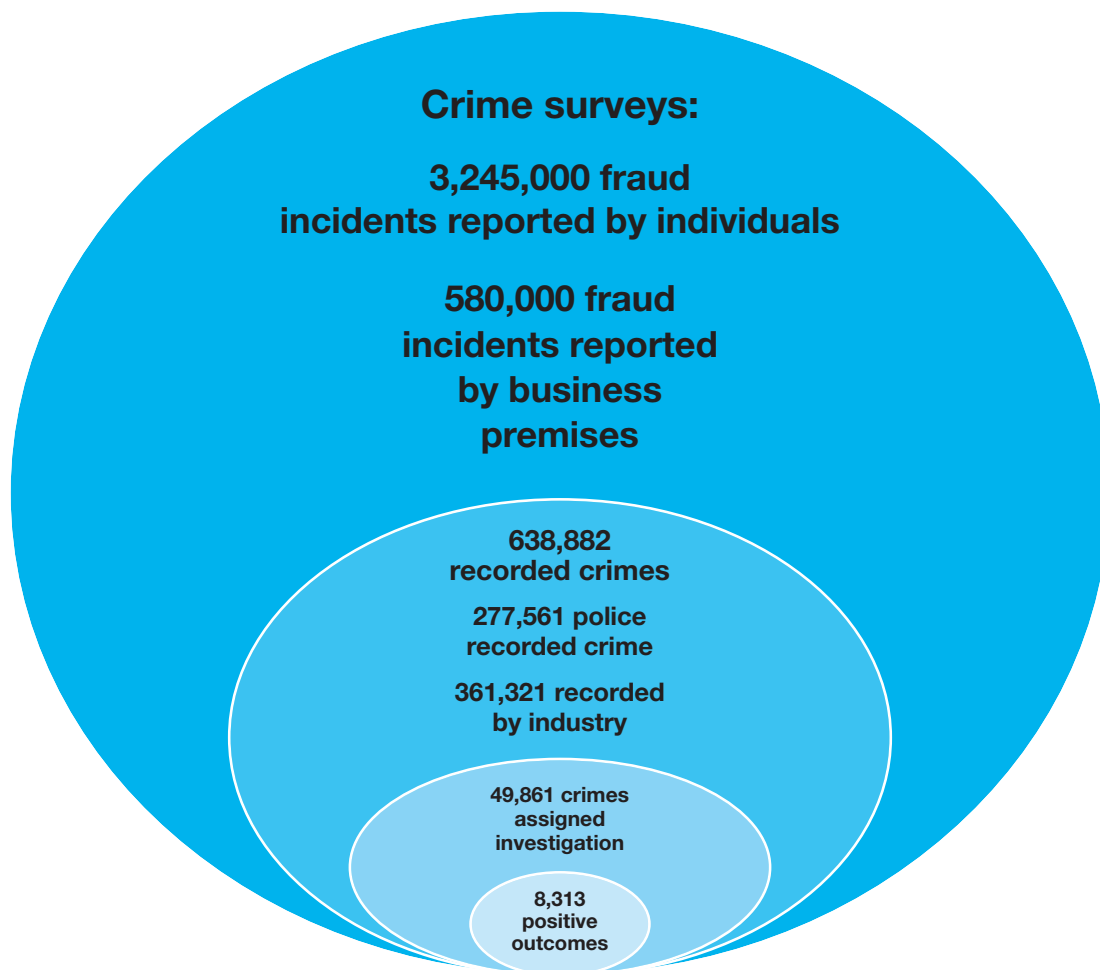 Crime surveys:
3,245,000 fraud
incidents reported by individuals
580,000 fraud
incidents reported
by business
premises
638,882
recorded crimes
277,561 police
recorded crime
361,321 recorded
by industry
49,861 crimes
assigned
investigation
8,313
positive
outcomes